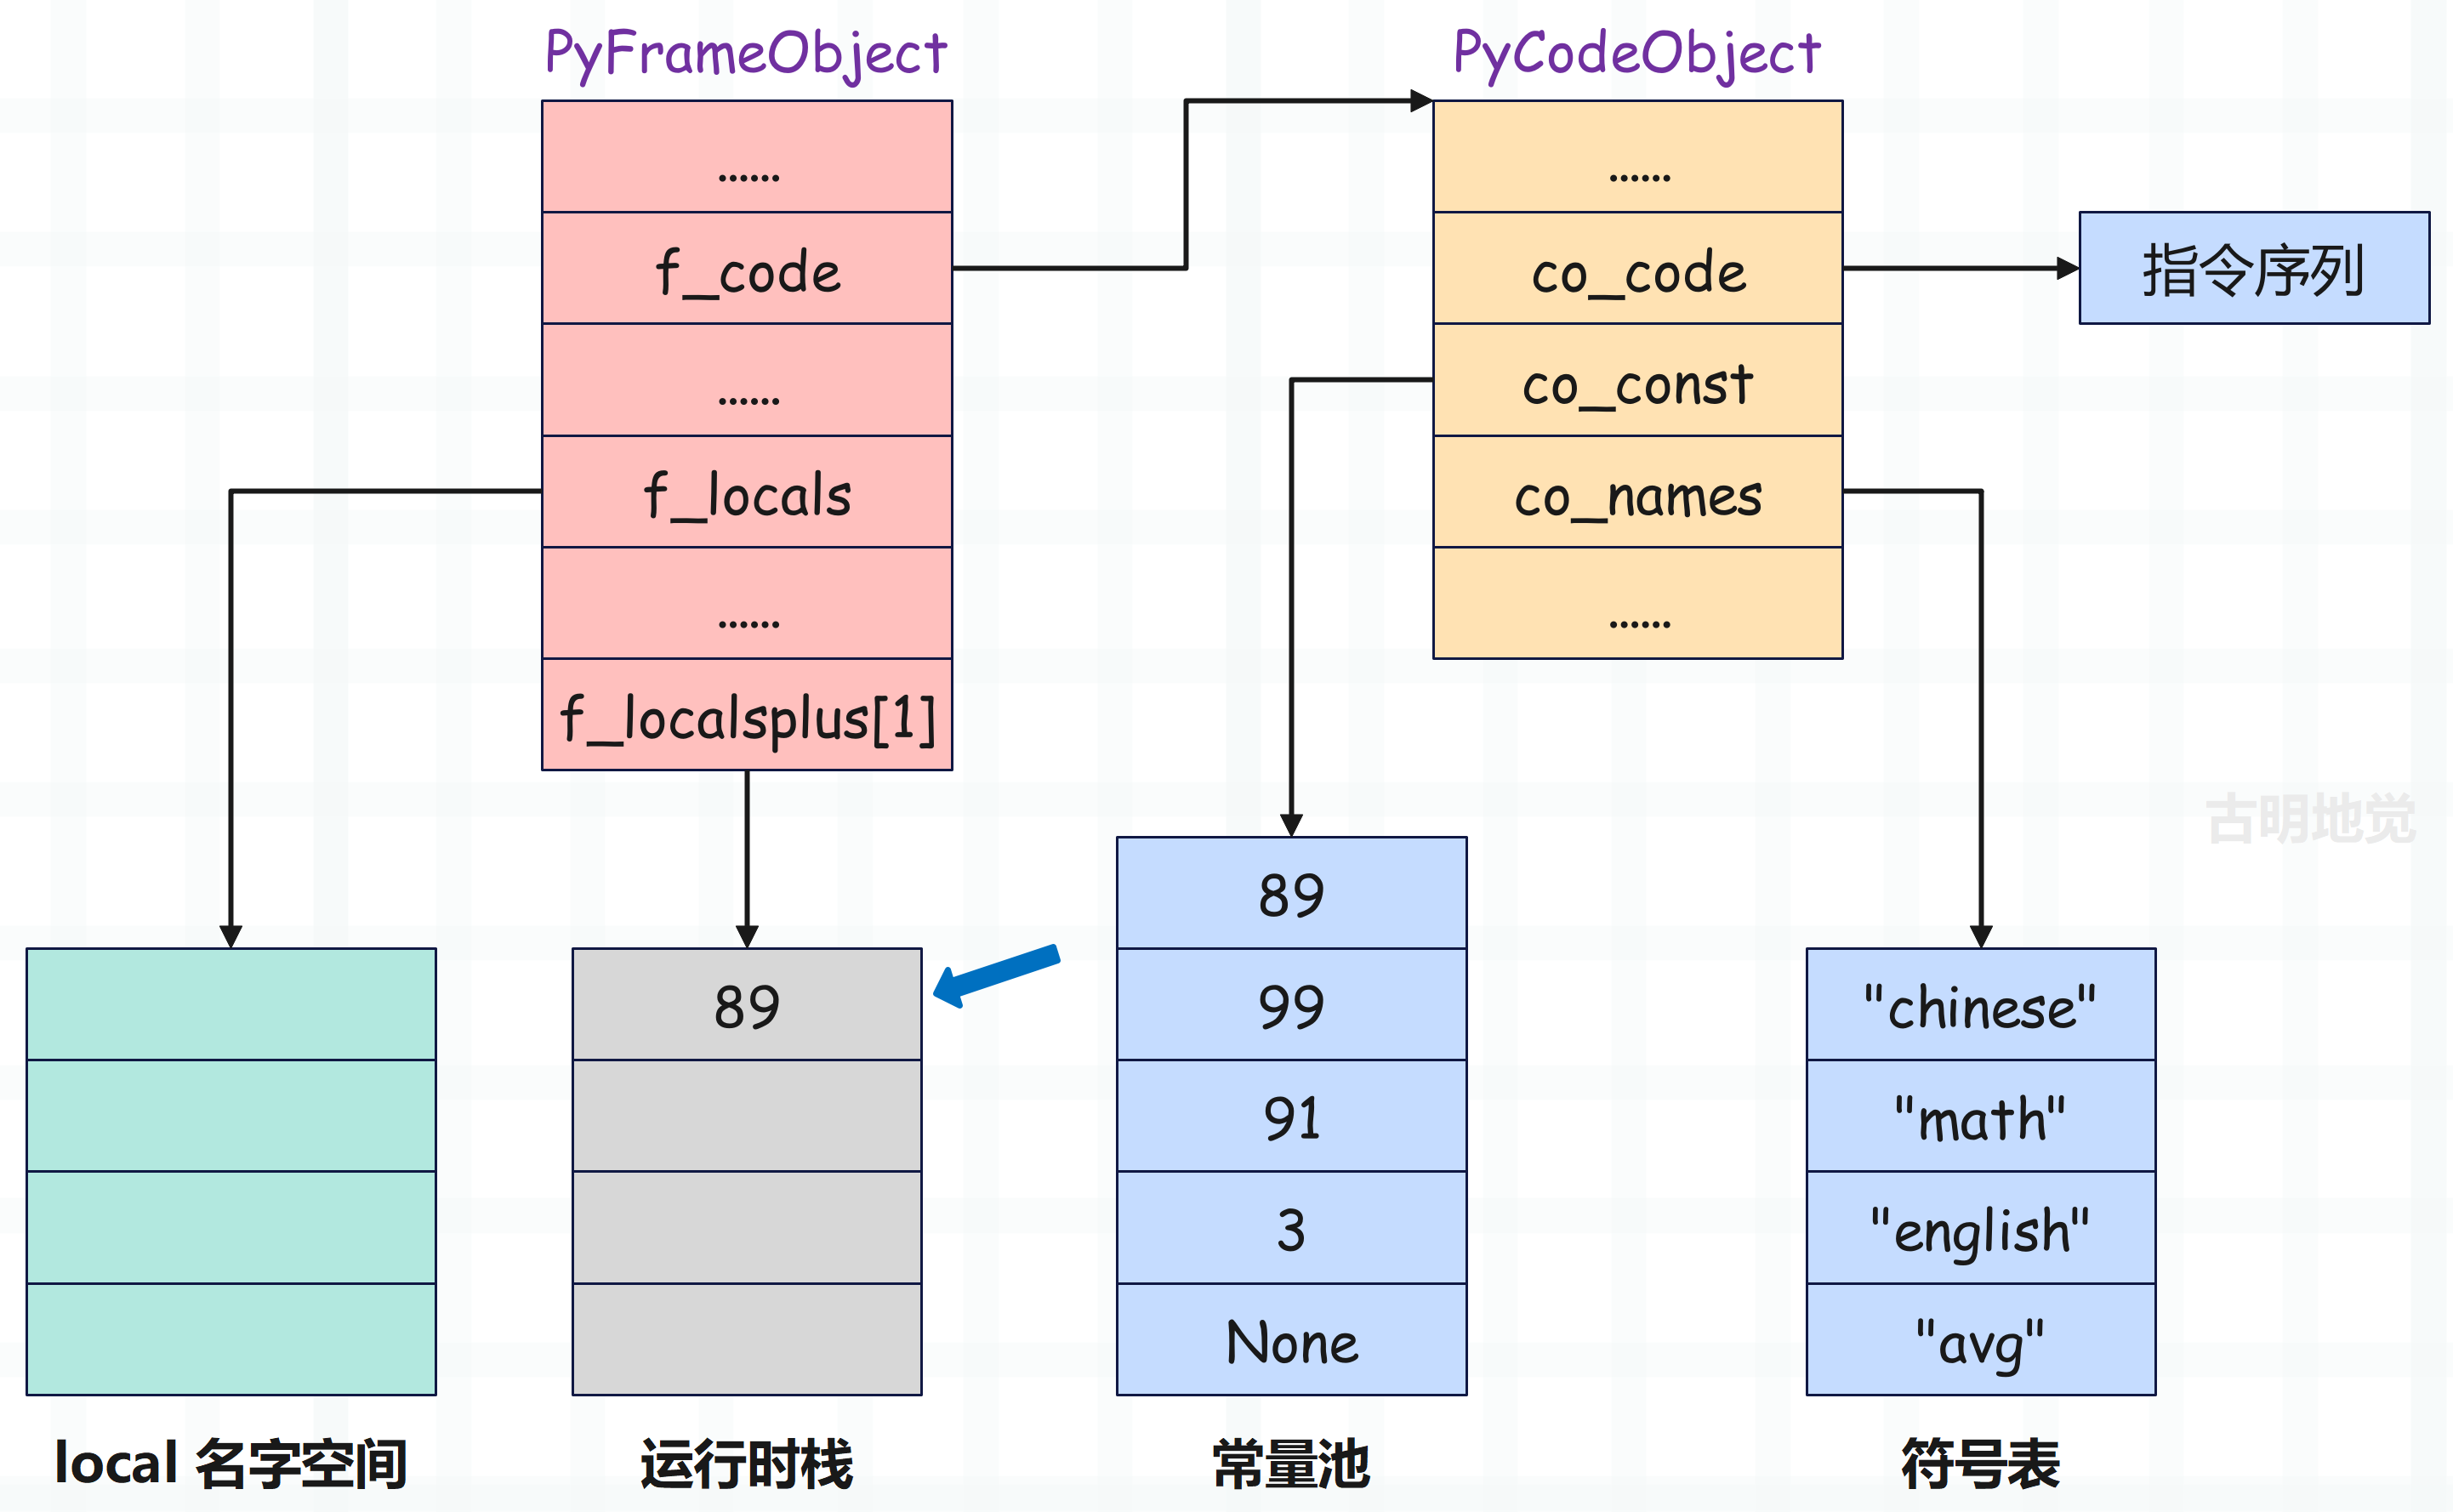 PyFrameObject
......
f_code
......
f_locals
......
f_localsplus[1]
PyCodeObject
......
co_code
co_const
co_names
......
指令序列
古明地觉
local 名字空间
89
运行时栈
89
99
91
3
None
常量池
"chinese"
"math"
"english"
"avg"
符号表